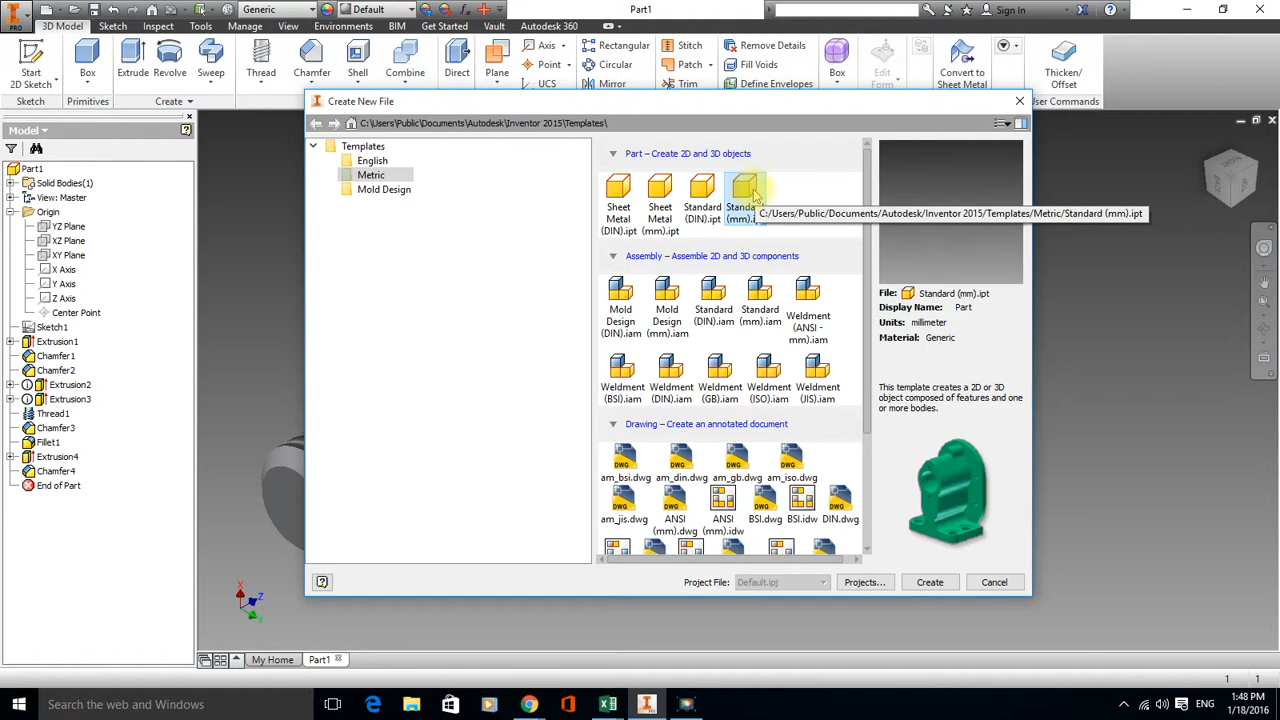 PRO
Generic
Default
Part1
Sign In
3D Model Sketch Inspect Tools Manage View Environments BIM Get Started Vault Autodesk 360
Start 2D Sketch
Box
Extrude Revolve Sweep
Thread
Chamfer
Shell
Combine
Direct
Plane
Axis
Point
UCS
Rectangular
Circular
Mirror
Stitch
Patch
Trim
Remove Details
Fill Voids
Define Envelopes
Box
Edit Form
Convert to Sheet Metal
Thicken/ Offset
Sketch
Primitives
Create
User Commands
Model
Part1
Solid Bodies(1)
View: Master
Origin
YZ Plane
XZ Plane
XY Plane
X Axis
Y Axis
Z Axis
Center Point
Sketch1
Extrusion1
Chamfer1
Chamfer2
Extrusion2
Extrusion3
Thread1
Chamfer3
Fillet1
Extrusion4
Chamfer4
End of Part
Create New File
C:\Users\Public\Documents\Autodesk\Inventor 2015\Templates\
Templates
English
Metric
Mold Design
Part – Create 2D and 3D objects
Sheet Metal (DIN).ipt
Sheet Metal (mm).ipt
Standard (DIN).ipt
Standa (mm).i
C:/Users/Public/Documents/Autodesk/Inventor 2015/Templates/Metric/Standard (mm).ipt
Assembly – Assemble 2D and 3D components
Mold Design (DIN).iam
Mold Design (mm).iam
Standard (DIN).iam
Standard (mm).iam
Weldment (ANSI - mm).iam
Weldment (BSI).iam
Weldment (DIN).iam
Weldment (GB).iam
Weldment (ISO).iam
Weldment (JIS).iam
Drawing – Create an annotated document
DWG DWG DWG DWG
am_bsi.dwg am_din.dwg am_gb.dwg am_iso.dwg
DWG DWG DWG DWG
am_jis.dwg
ANSI (mm).dwg
ANSI (mm).idw
BSI.dwg BSI.idw DIN.dwg
File: Standard (mm).ipt
Display Name: Part
Units: millimeter
Material: Generic
This template creates a 2D or 3D
object composed of features and one
or more bodies.
Project File: Default.ipj
Projects...
Create
Cancel
X
Z
Y
My Home
Part1
1 1
Search the web and Windows
ENG
1:48 PM
1/18/2016